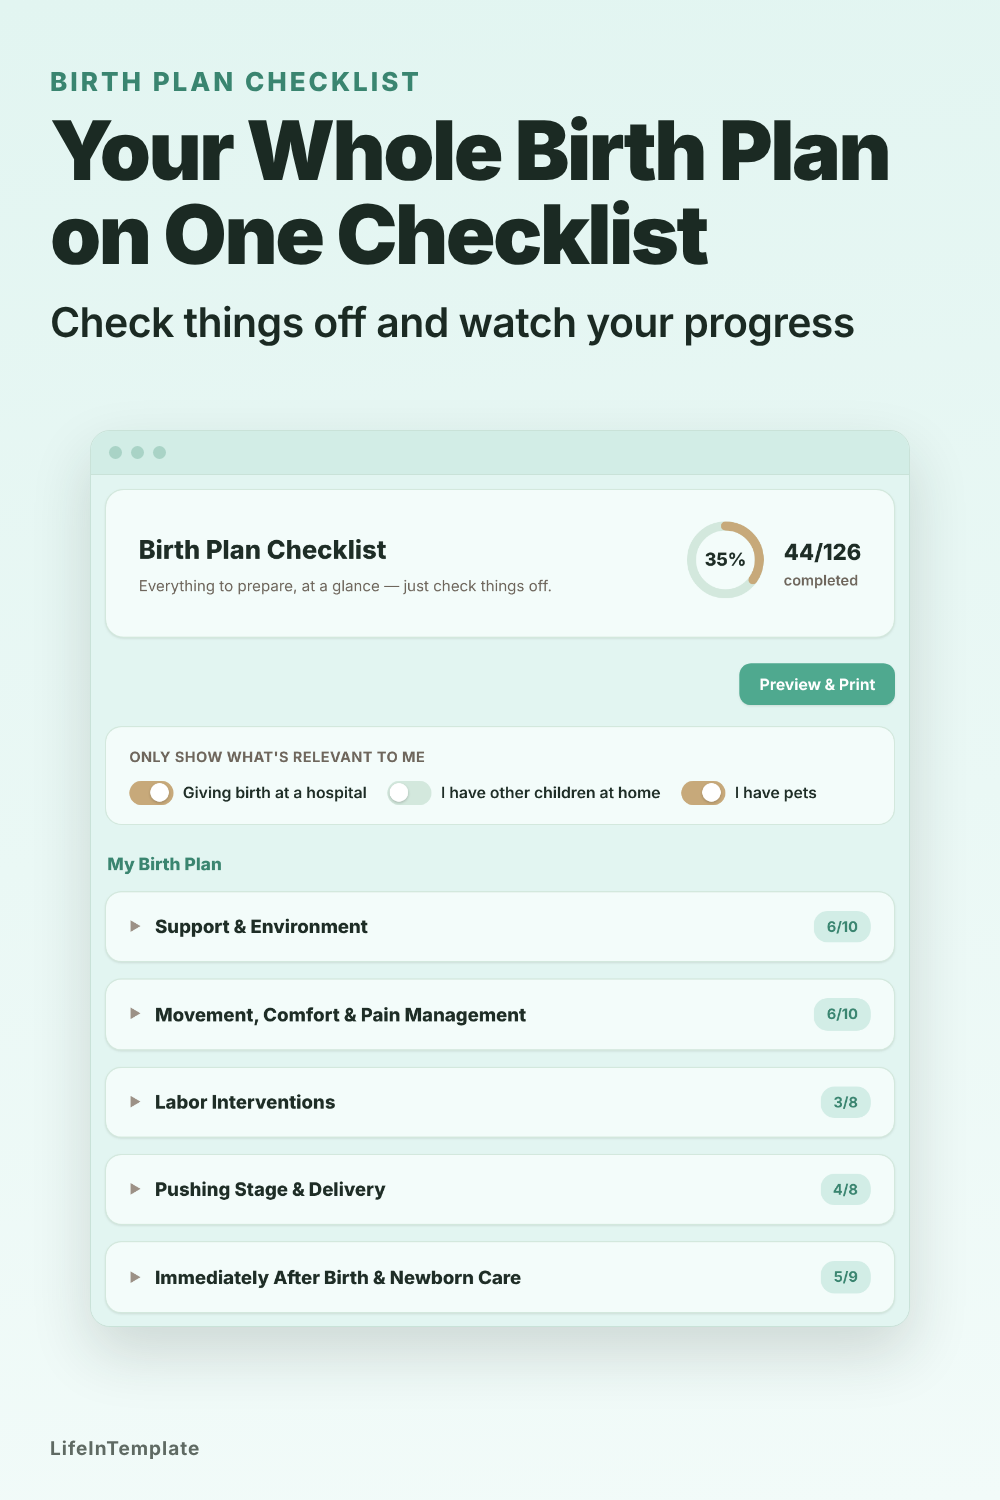 BIRTH PLAN CHECKLIST
Your Whole Birth Plan
on One Checklist
Check things off and watch your progress
Birth Plan Checklist
Everything to prepare, at a glance — just check things off.
35%
44/126
completed
Preview & Print
ONLY SHOW WHAT'S RELEVANT TO ME
Giving birth at a hospital
I have other children at home
I have pets
My Birth Plan
Support & Environment
6/10
Movement, Comfort & Pain Management
6/10
Labor Interventions
3/8
Pushing Stage & Delivery
4/8
Immediately After Birth & Newborn Care
5/9
LifeInTemplate